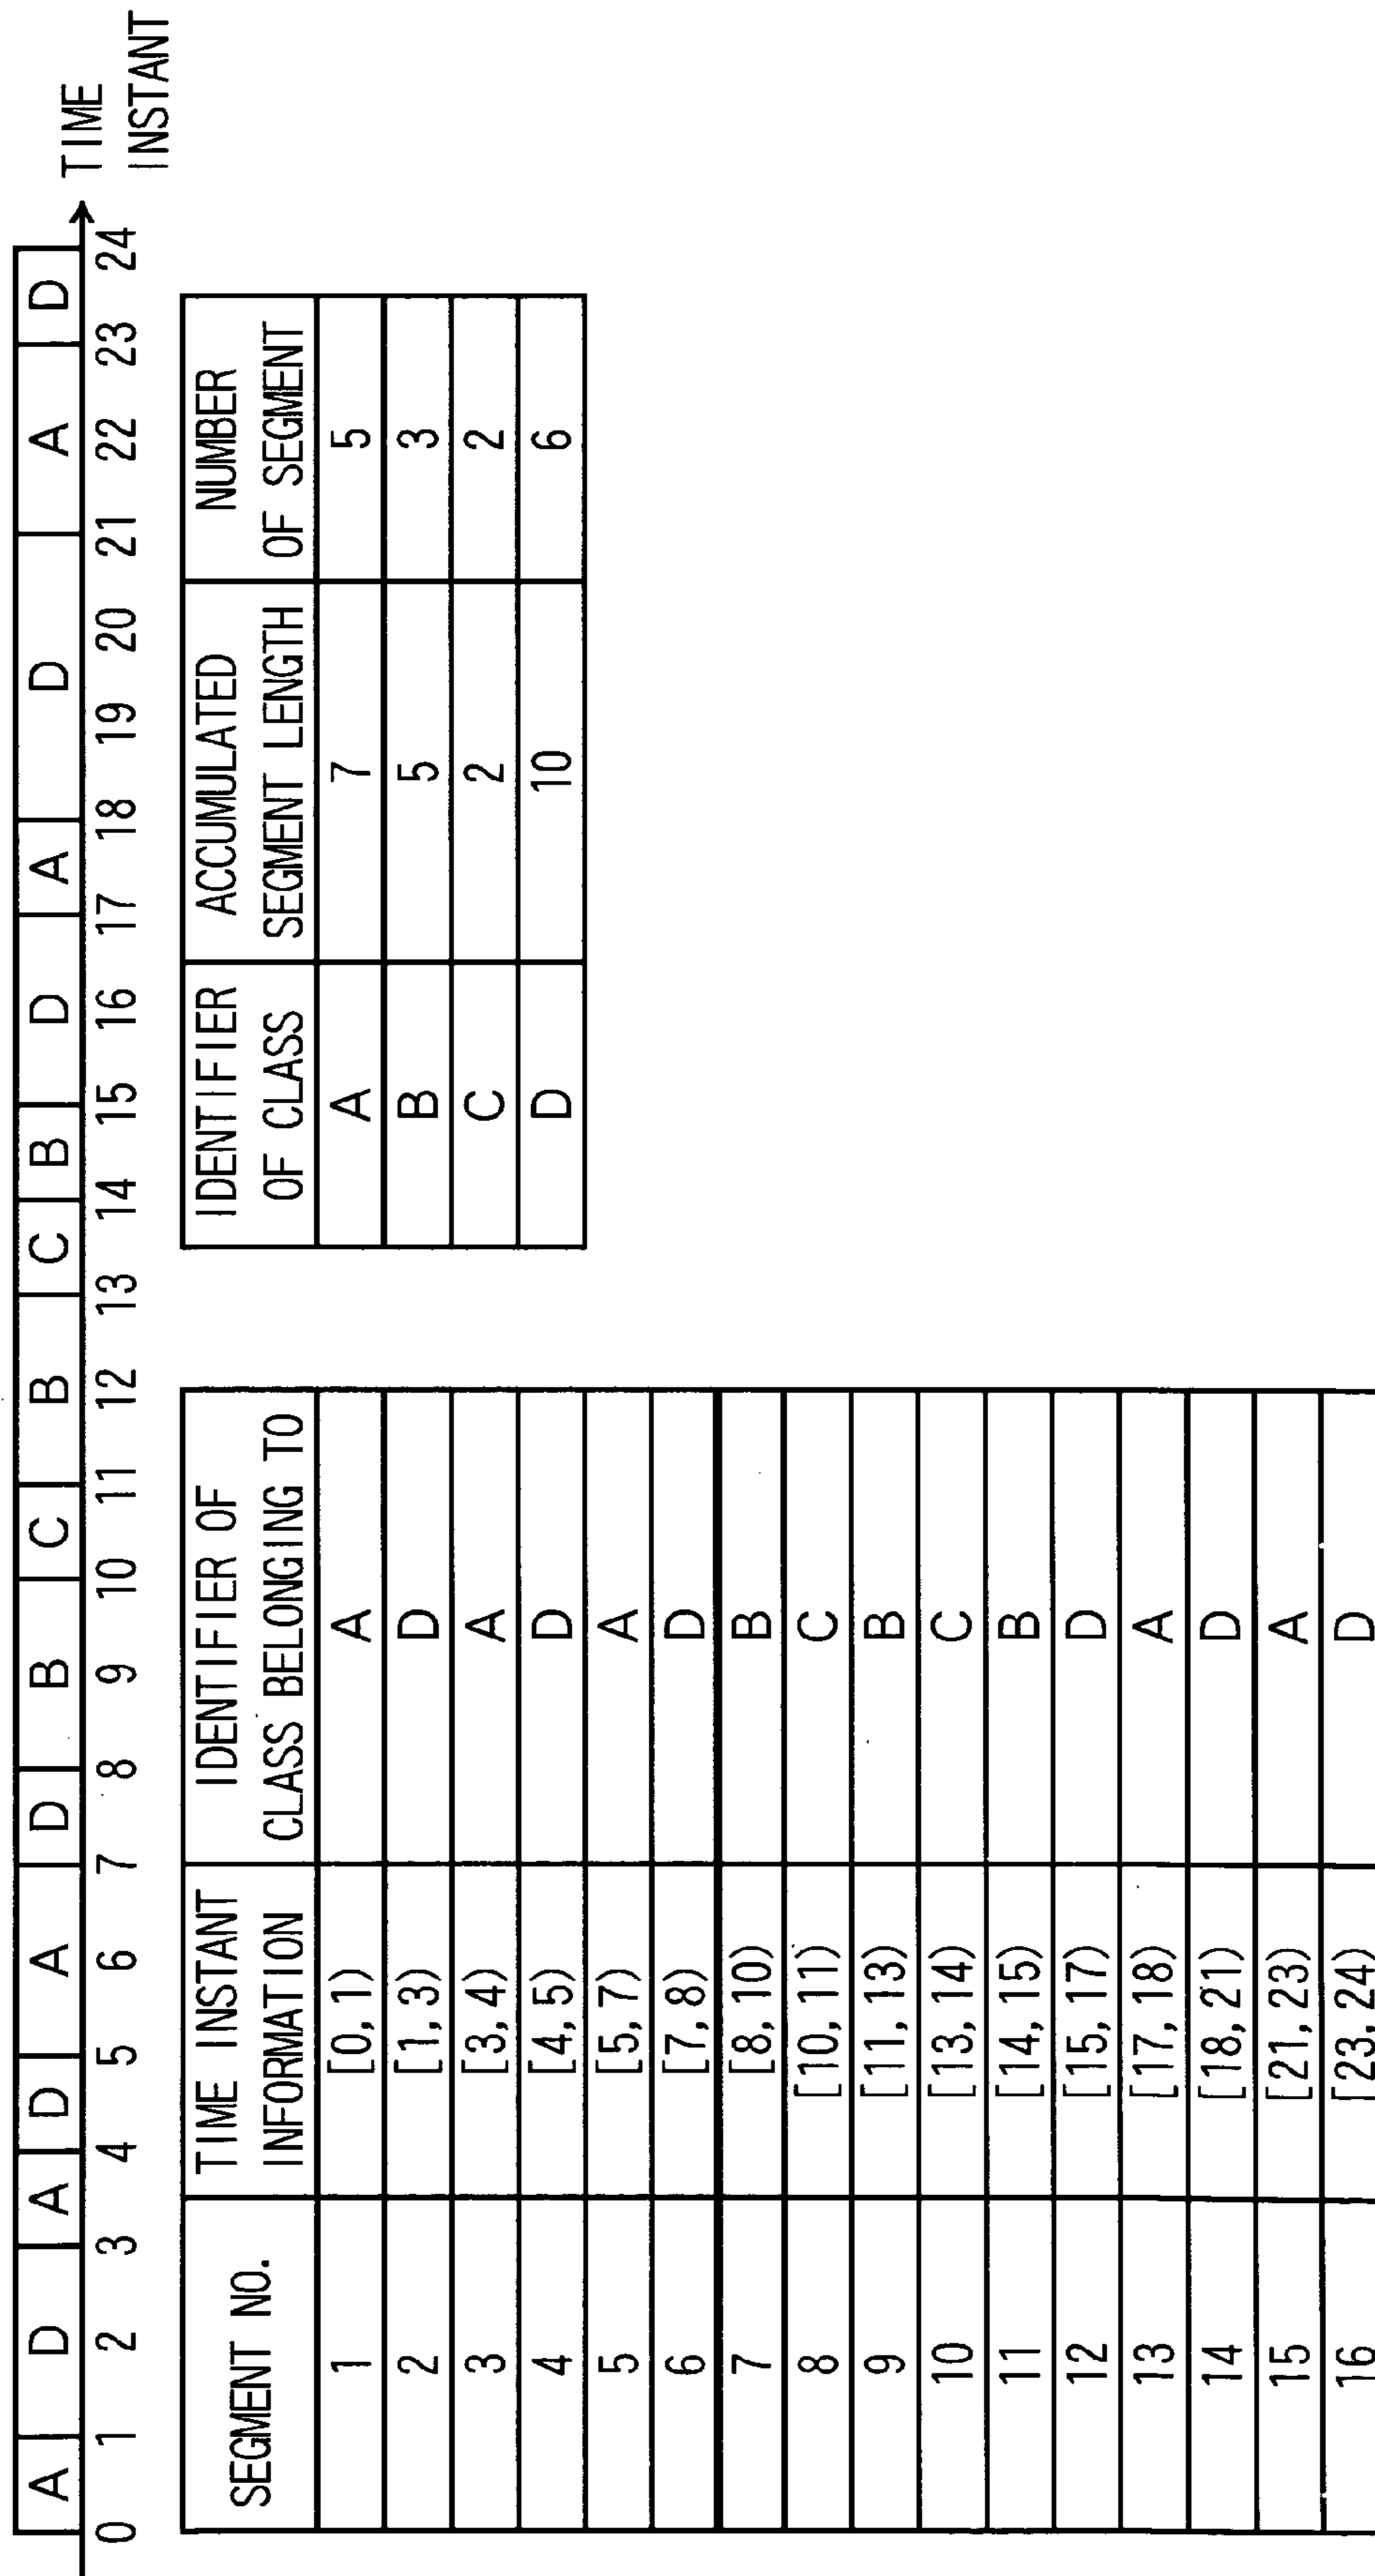 A D A D A D B C B C B D A D A D
0 1 2 3 4 5 6 7 8 9 10 11 12 13 14 15 16 17 18 19 20 21 22 23 24
TIME
INSTANT
SEGMENT NO. TIME INSTANT INFORMATION IDENTIFIER OF CLASS BELONGING TO
1 [0, 1) A
2 [1, 3) D
3 [3, 4) A
4 [4, 5) D
5 [5, 7) A
6 [7, 8) D
7 [8, 10) B
8 [10, 11) C
9 [11, 13) B
10 [13, 14) C
11 [14, 15) B
12 [15, 17) D
13 [17, 18) A
14 [18, 21) D
15 [21, 23) A
16 [23, 24) D
IDENTIFIER OF CLASS ACCUMULATED SEGMENT LENGTH NUMBER OF SEGMENT
A 7 5
B 5 3
C 2 2
D 10 6